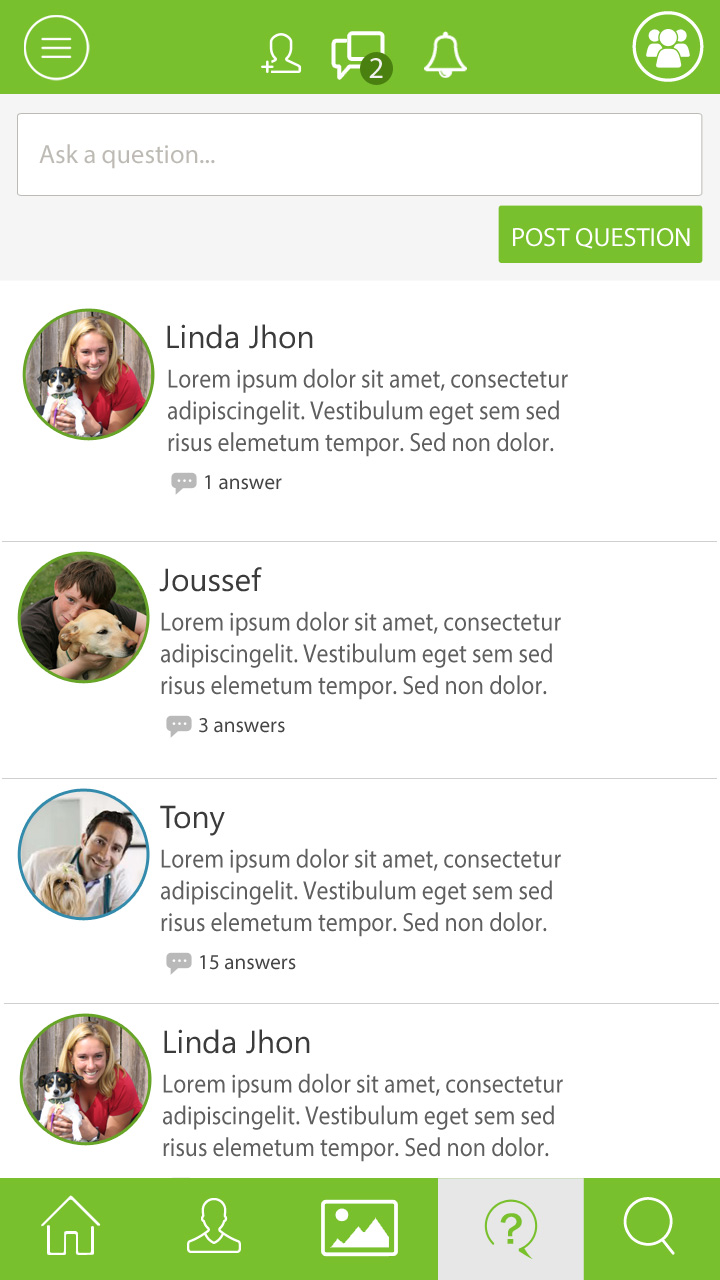 2
Ask a question...
POST QUESTION
Linda Jhon
Lorem ipsum dolor sit amet, consectetur
adipiscingelit. Vestibulum eget sem sed
risus elemetum tempor. Sed non dolor.
1 answer
Joussef
Lorem ipsum dolor sit amet, consectetur
adipiscingelit. Vestibulum eget sem sed
risus elemetum tempor. Sed non dolor.
3 answers
Tony
Lorem ipsum dolor sit amet, consectetur
adipiscingelit. Vestibulum eget sem sed
risus elemetum tempor. Sed non dolor.
15 answers
Linda Jhon
Lorem ipsum dolor sit amet, consectetur
adipiscingelit. Vestibulum eget sem sed
risus elemetum tempor. Sed non dolor.
?